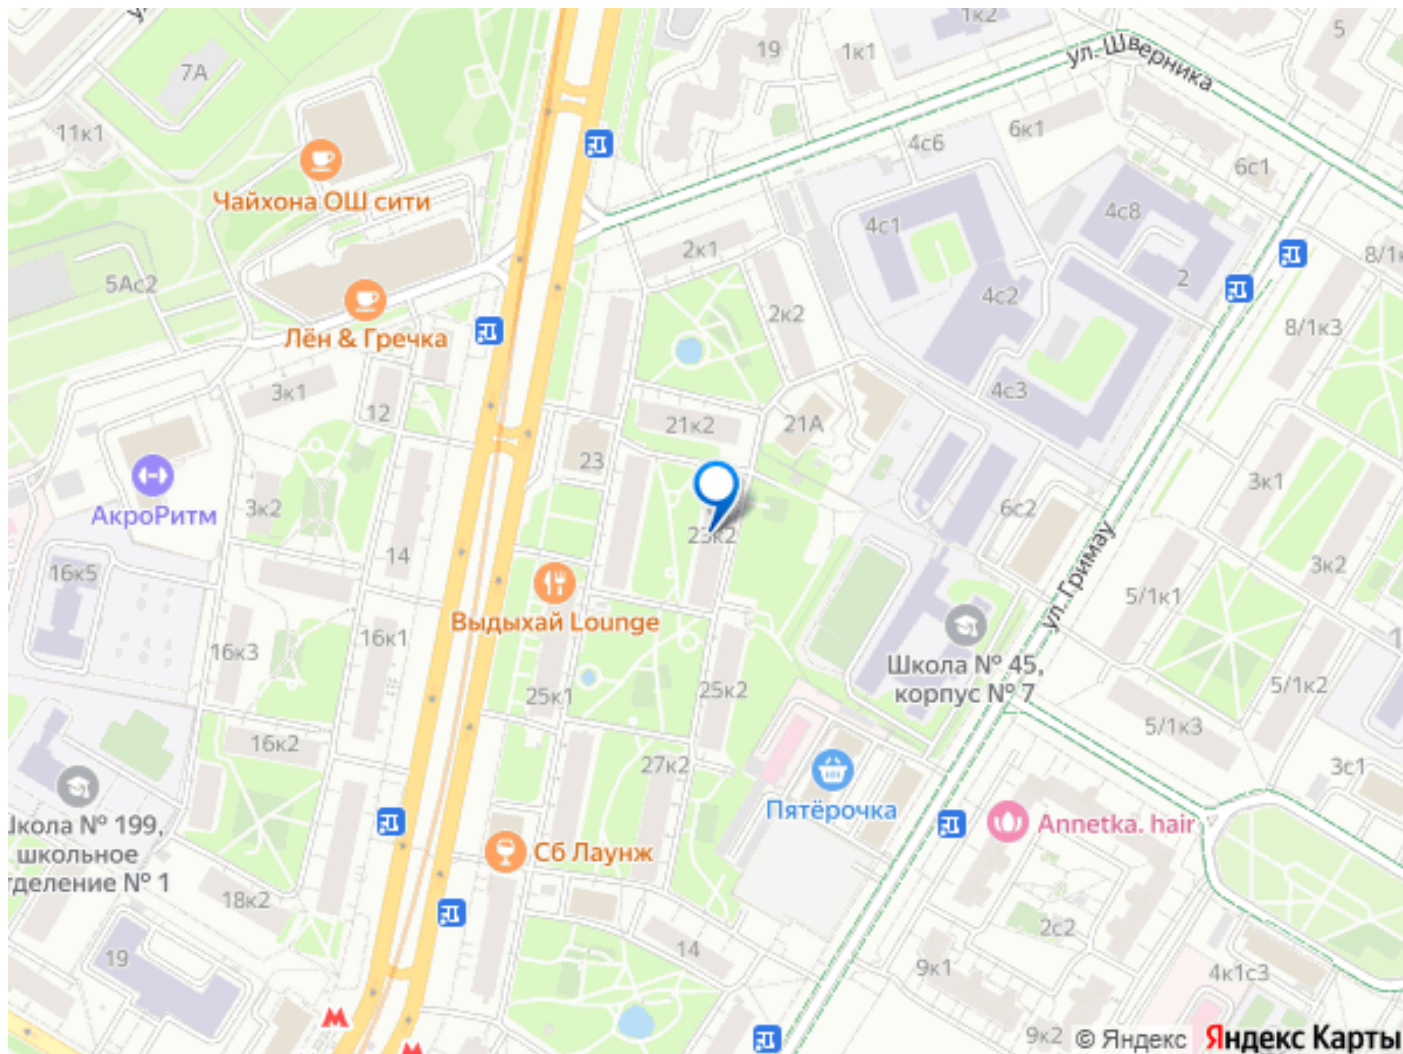 1к2
19
1к1
5
ул. Шверника
7А
11к1
6к1
4с6
6с1
Чайхона ОШ сити
4с1
4с8
2к1
8/1к
5Ас2
2
4с2
2к2
8/1к3
Лён & Гречка
3к1
4с3
12
21к2
21А
23
3к1
3к2
АкроРитм
6с2
23к2
14
ул. Гримау
3к2
16к5
5/1к1
Выдыхай Lounge
16к1
16к3
Школа № 45,
корпус № 7
25к1
25к2
5/1к2
5/1к3
16к2
27к2
3с1
Пятёрочка
Annetka. hair
Школа № 199,
школьное
тделение № 1
Сб Лаунж
18к2
2с2
14
19
9к1
4к1с3
9к2
© Яндекс
Яндекс Карты